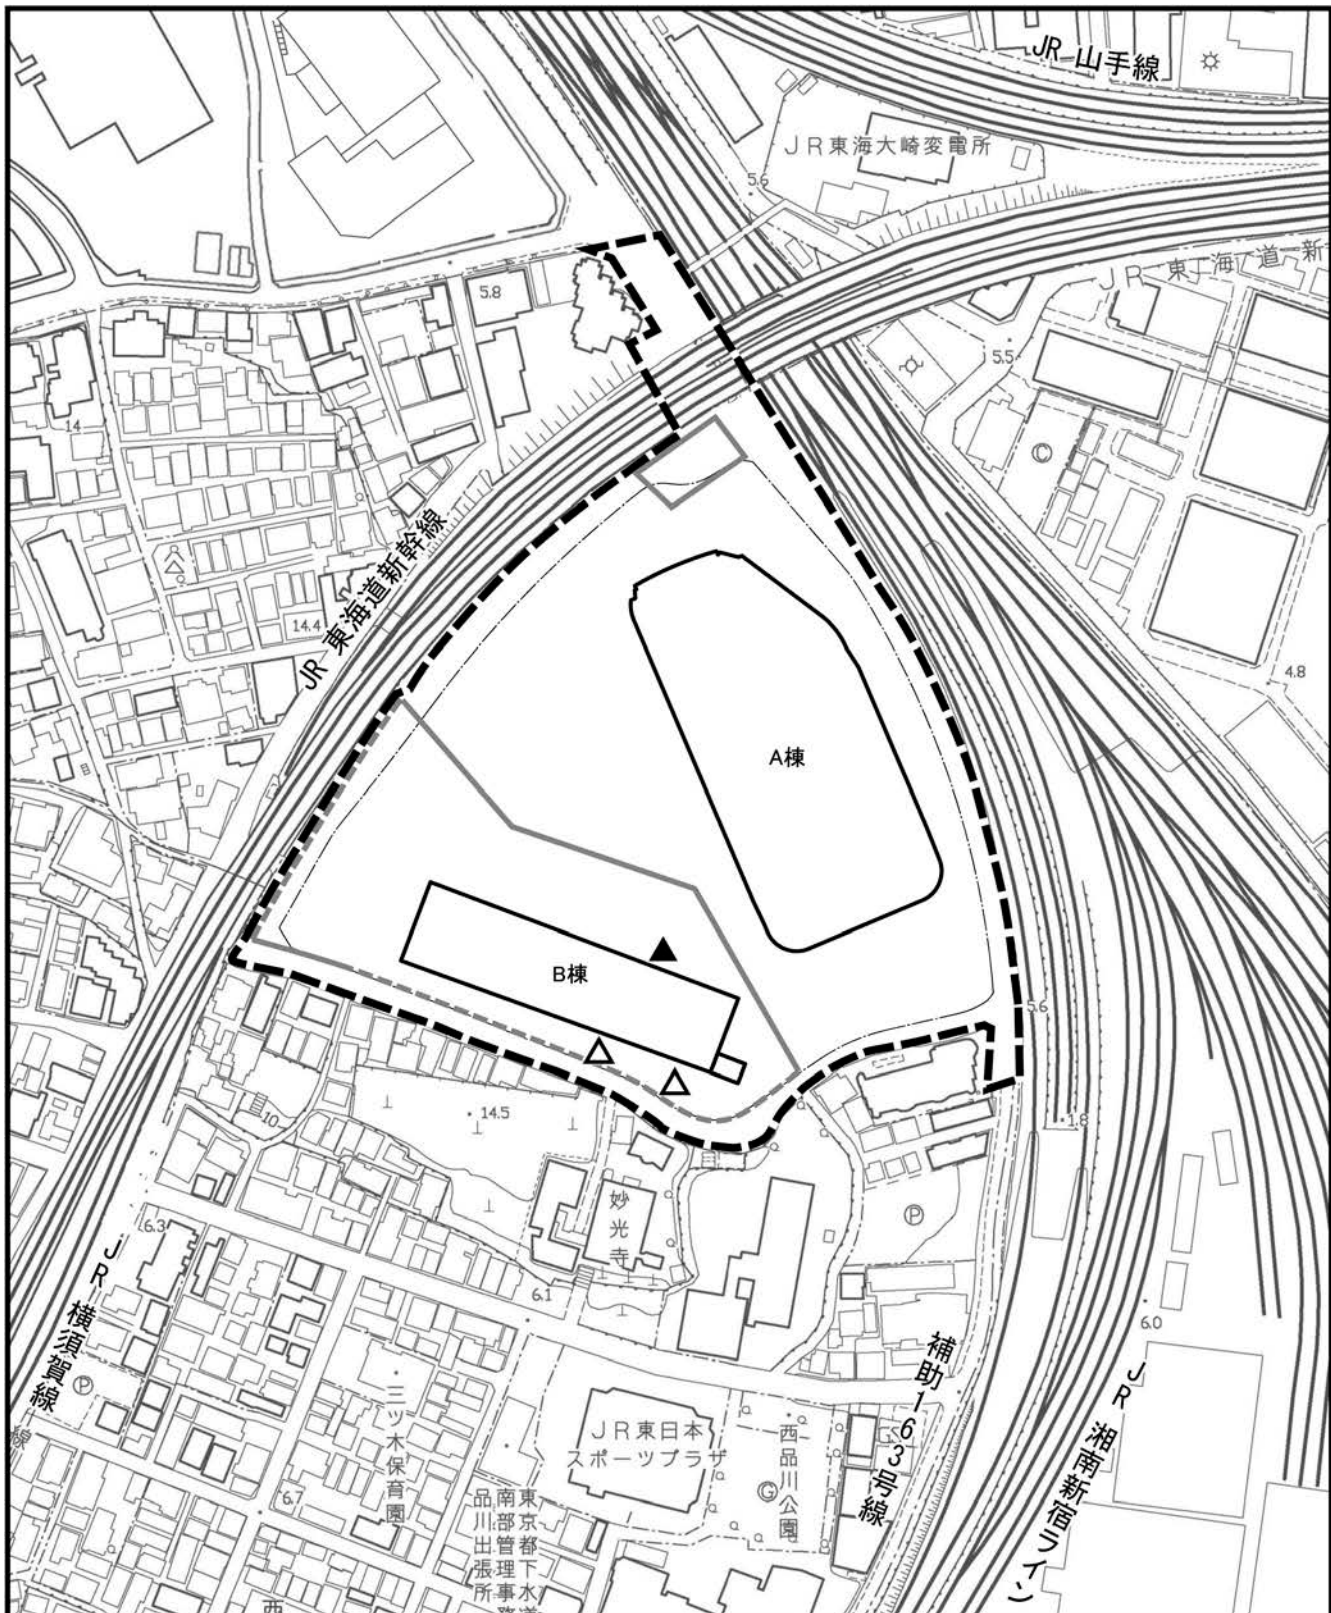 JR 山手線
JR東海大崎変電所
5.6
JR 東海道新
5.8
5.5
14
JR 東海道新幹線
14.4
4.8
A棟
B棟
5.6
10
14.5
1.8
妙光寺
P
6.3
6.1
6.0
JR 横須賀線
P
補助163号線
JR 湘南新宿ライン
三ツ木保育園
JR東日本
スポーツプラザ
西品川公園
G
線
6.7
東京都下水道
南部管理事務
品川出張所
西
C